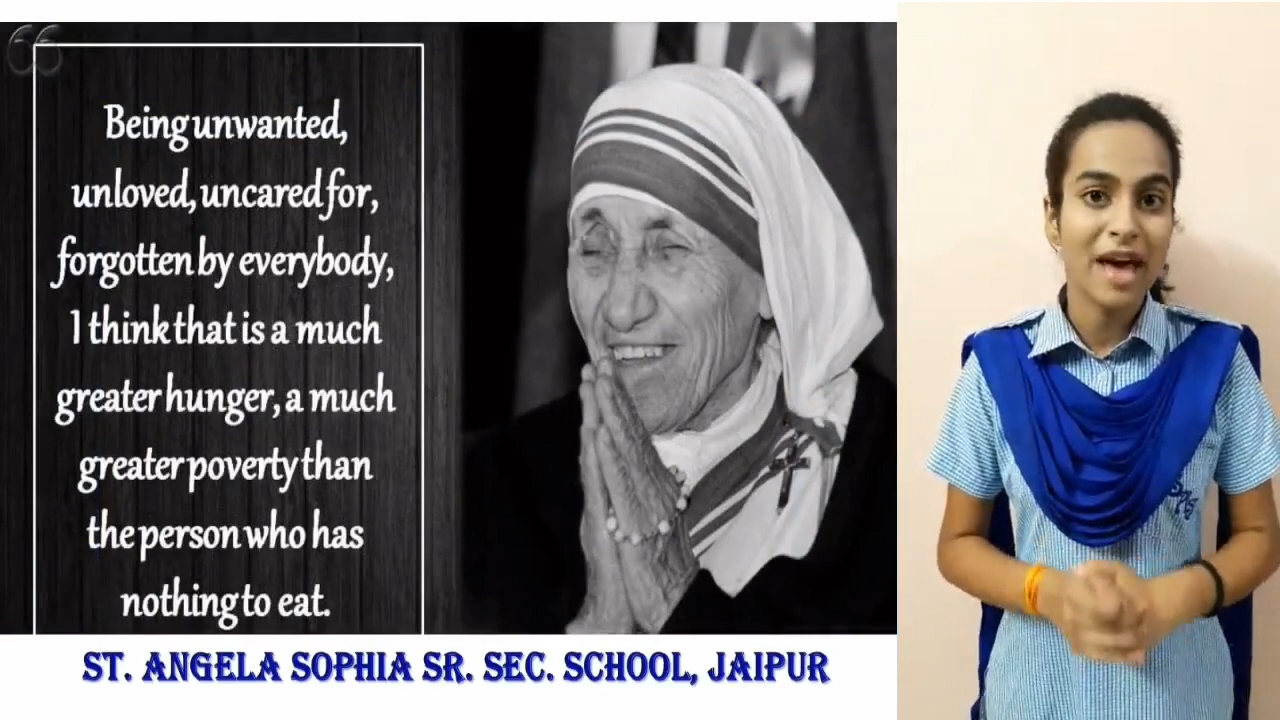 Being unwanted,
unloved, uncared for,
forgotten by everybody,
I think that is a much
greater hunger, a much
greater poverty than
the person who has
nothing to eat.
ST. ANGELA SOPHIA SR. SEC. SCHOOL, JAIPUR